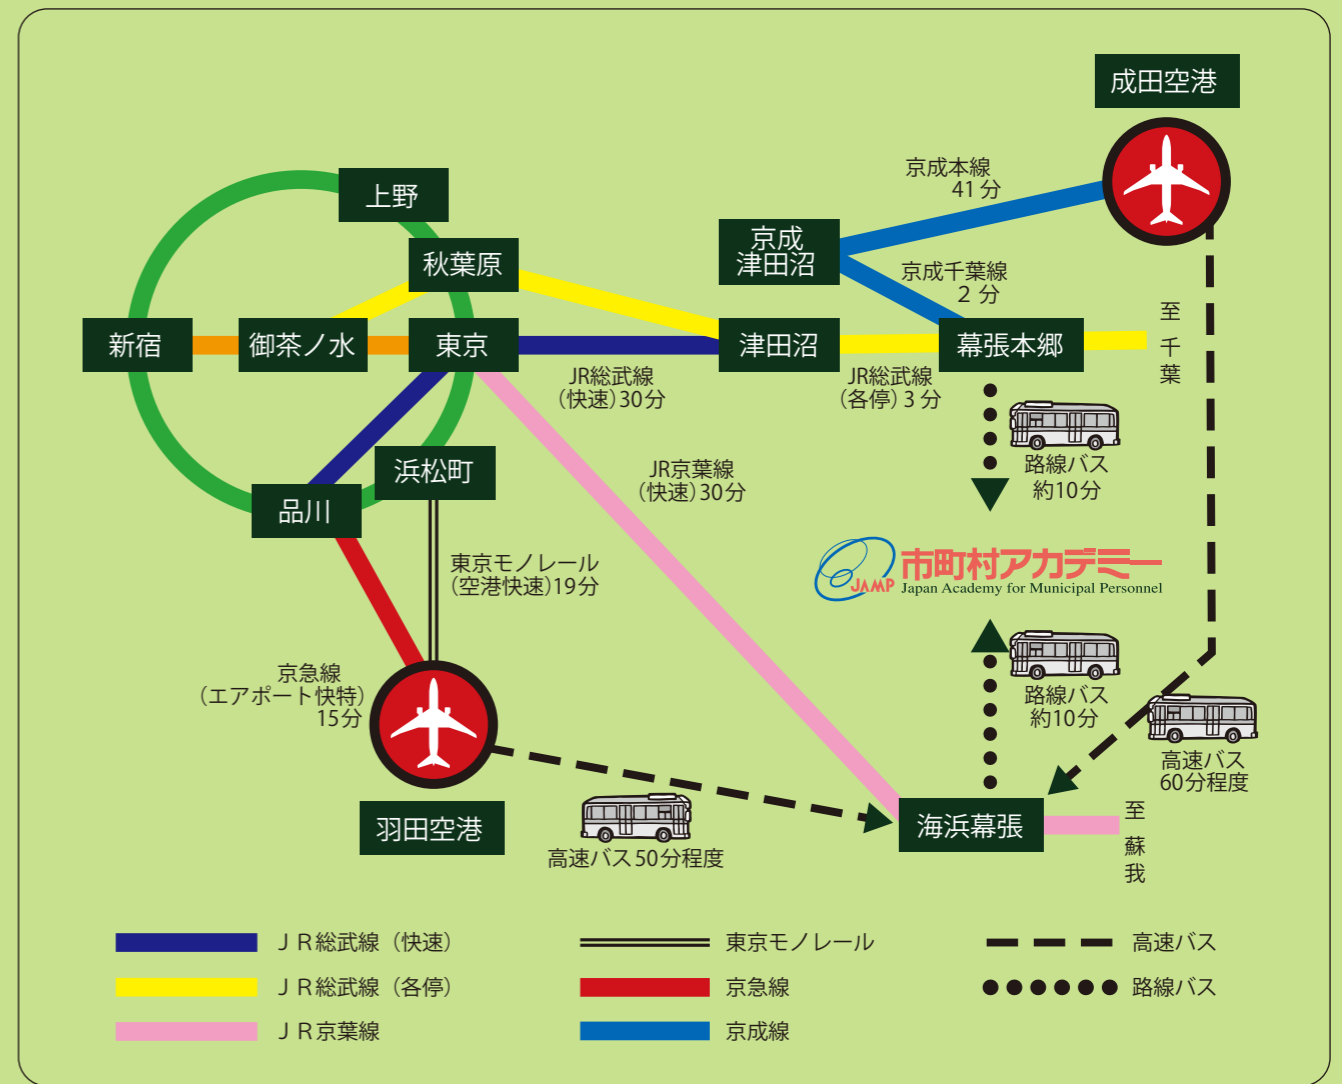 成田空港
京成本線
41分
上野
京成
津田沼
秋葉原
京成千葉線
2分
至
千
葉
新宿
御茶ノ水
東京
津田沼
幕張本郷
JR総武線
(快速)30分
JR総武線
(各停)3分
浜松町
JR京葉線
(快速)30分
路線バス
約10分
品川
東京モノレール
(空港快速)19分
JAMP
市町村アカデミー
Japan Academy for Municipal Personnel
京急線
(エアポート快特)
15分
路線バス
約10分
高速バス
60分程度
羽田空港
高速バス50分程度
海浜幕張
至
蘇
我
JR総武線（快速）
東京モノレール
高速バス
JR総武線（各停）
京急線
路線バス
JR京葉線
京成線